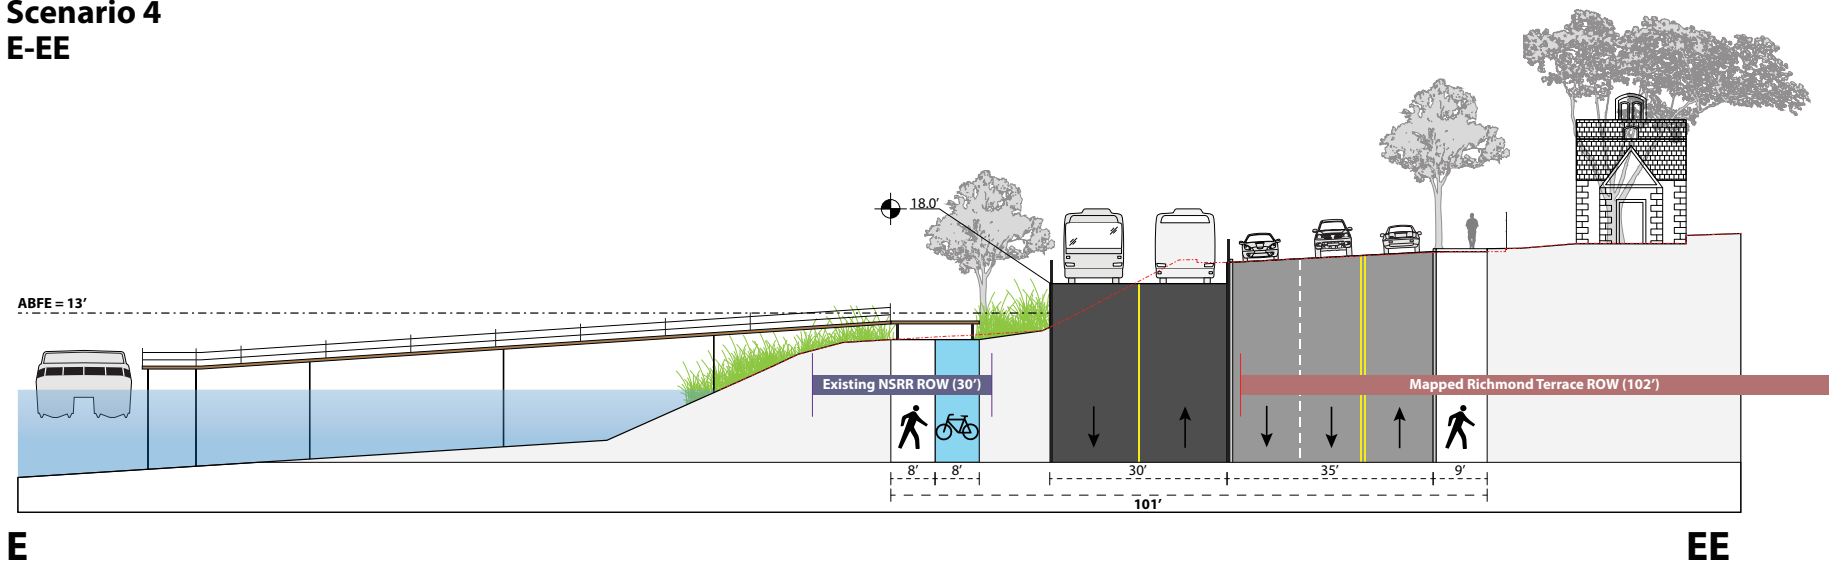 Scenario 4
E-EE
18.0’
ABFE = 13’
Existing NSRR ROW (30’)
Mapped Richmond Terrace ROW (102’)
8’ 8’ 30’ 35’ 9’
101’
E EE